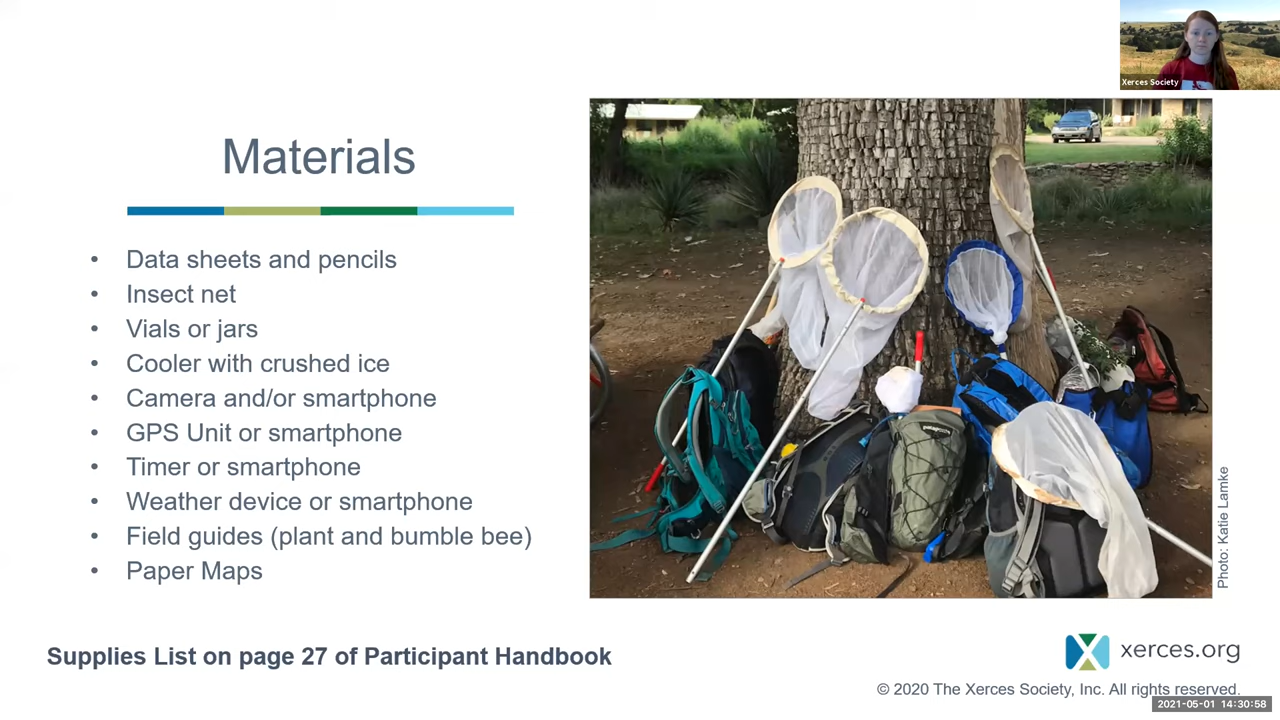 Xerces Society
Materials
• Data sheets and pencils
• Insect net
• Vials or jars
• Cooler with crushed ice
• Camera and/or smartphone
• GPS Unit or smartphone
• Timer or smartphone
• Weather device or smartphone
• Field guides (plant and bumble bee)
• Paper Maps
Photo: Katie Lamke
Supplies List on page 27 of Participant Handbook
xerces.org
© 2020 The Xerces Society, Inc. All rights reserved.
2021-05-01 14:30:58